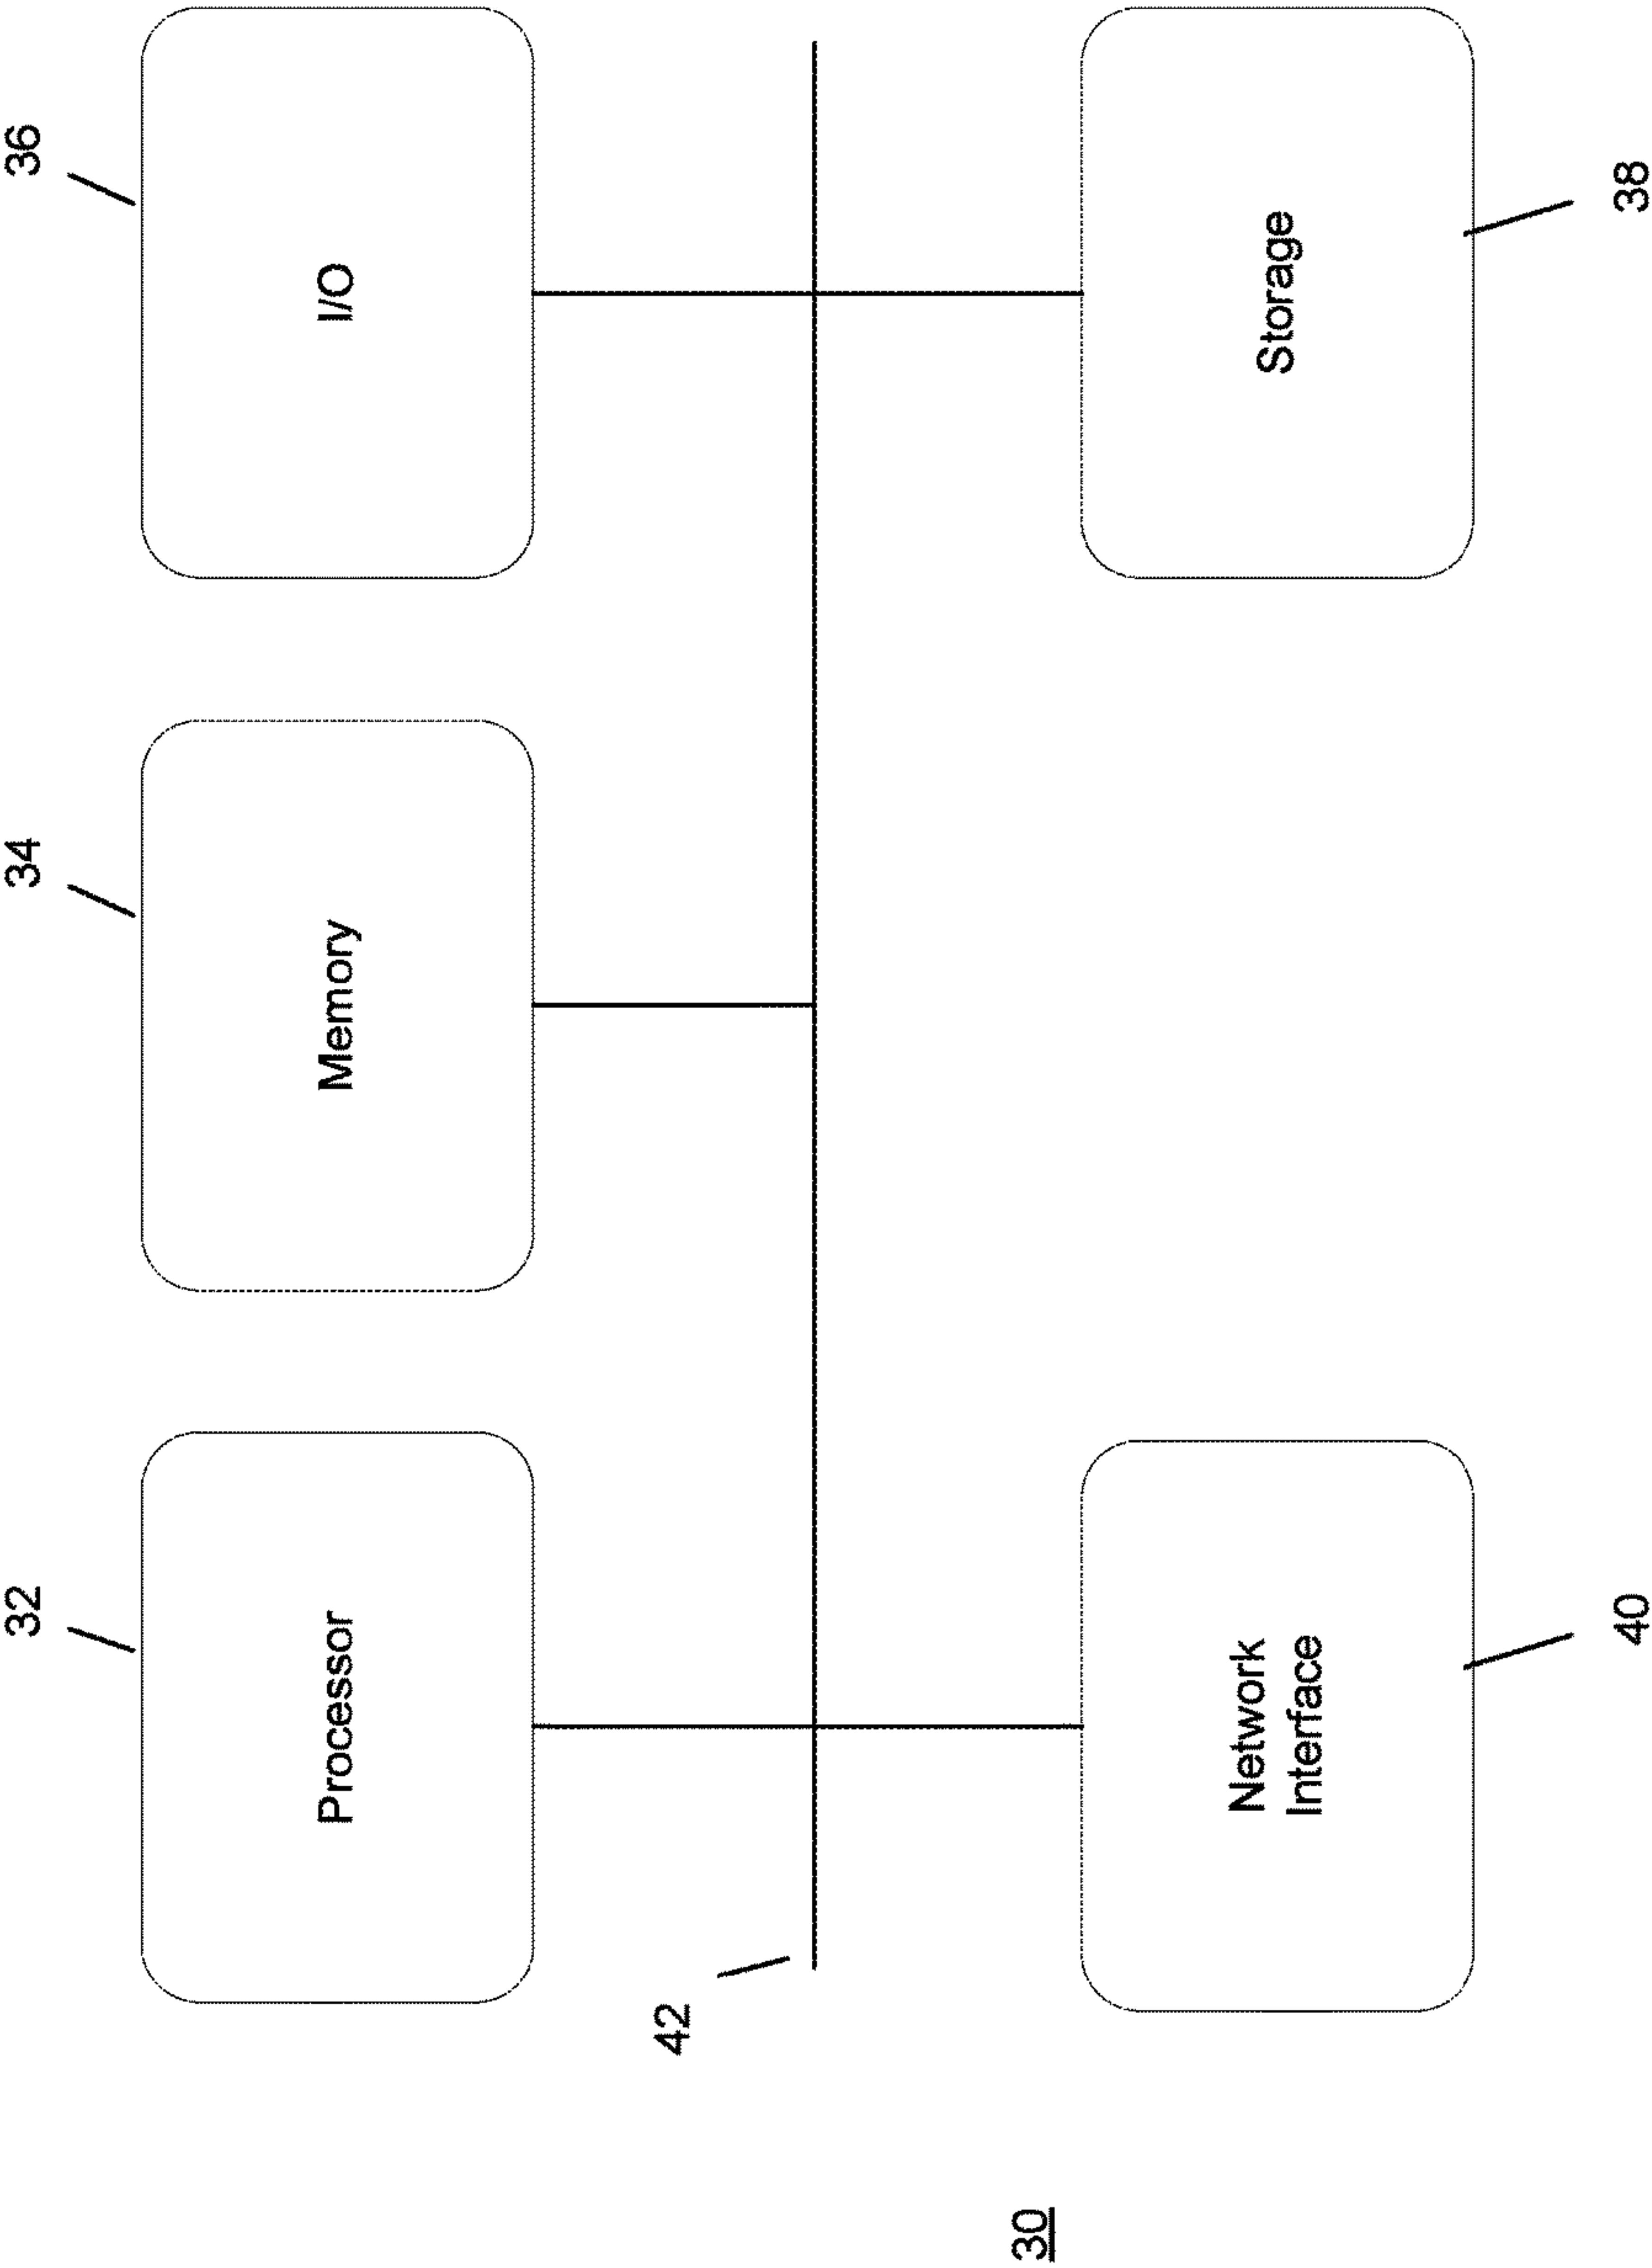 32
34
36
Processor
Memory
I/O
42
30
Network
Interface
Storage
40
38